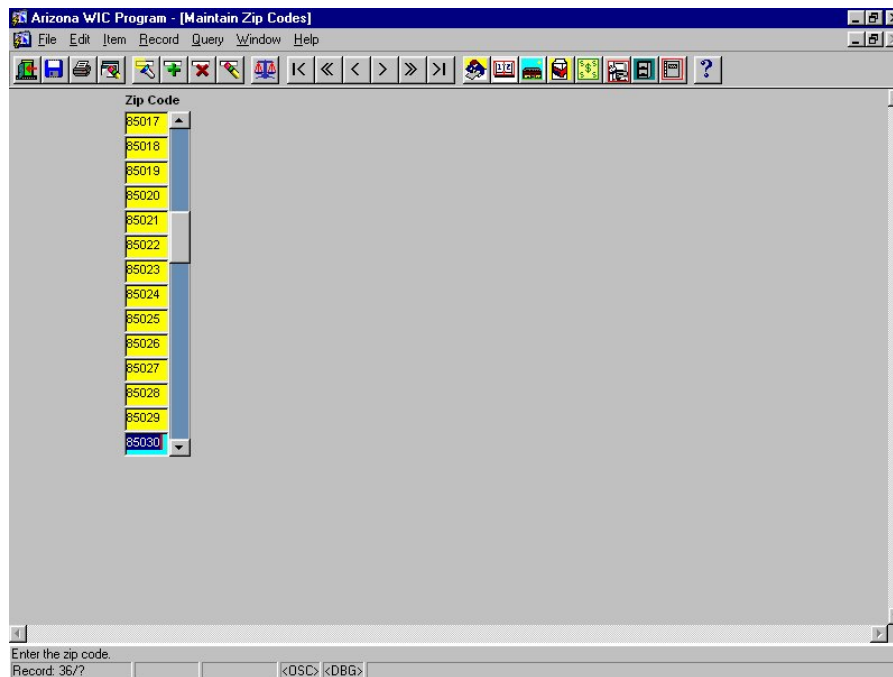 Arizona WIC Program - [Maintain Zip Codes]
File Edit Item Record Query Window Help
Zip Code
85017
85018
85019
85020
85021
85022
85023
85024
85025
85026
85027
85028
85029
85030
Enter the zip code.
Record: 36/? <OSC> <DBG>